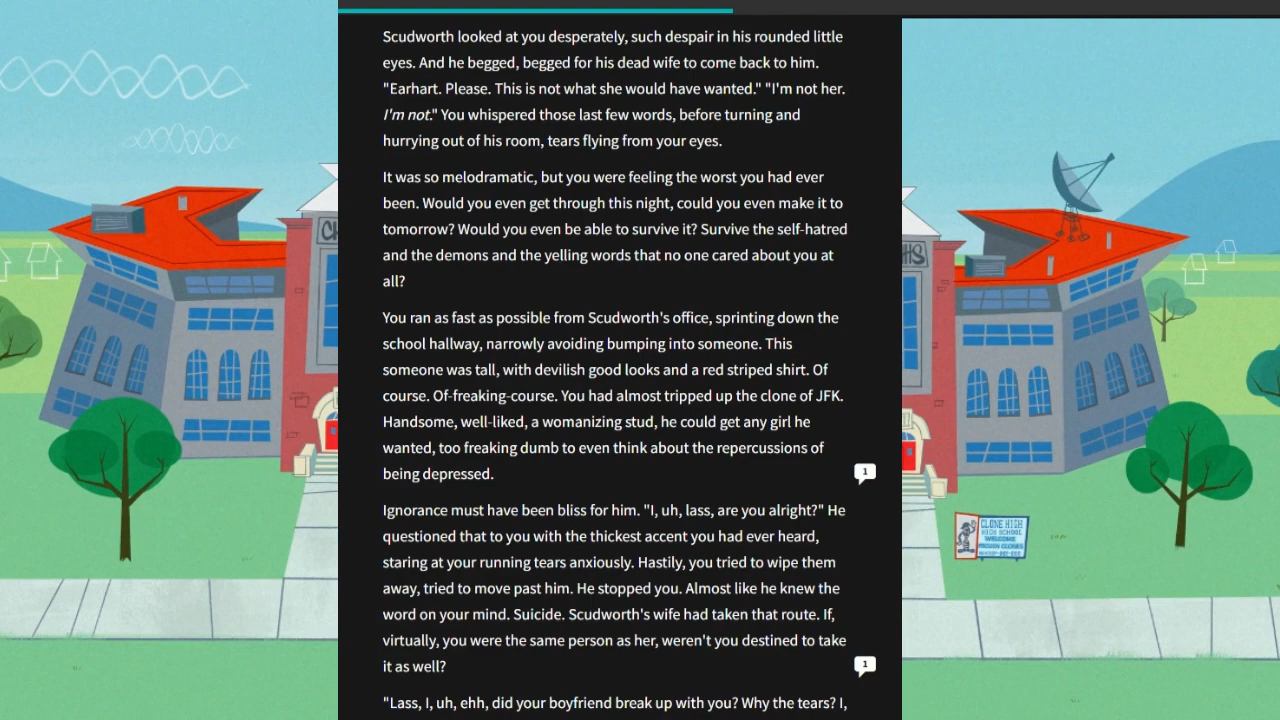 Scudworth looked at you desperately, such despair in his rounded little
eyes. And he begged, begged for his dead wife to come back to him.
"Earhart. Please. This is not what she would have wanted." "I'm not her.
I'm not." You whispered those last few words, before turning and
hurrying out of his room, tears flying from your eyes.
It was so melodramatic, but you were feeling the worst you had ever
been. Would you even get through this night, could you even make it to
tomorrow? Would you even be able to survive it? Survive the self-hatred
and the demons and the yelling words that no one cared about you at
all?
You ran as fast as possible from Scudworth's office, sprinting down the
school hallway, narrowly avoiding bumping into someone. This
someone was tall, with devilish good looks and a red striped shirt. Of
course. Of-freaking-course. You had almost tripped up the clone of JFK.
Handsome, well-liked, a womanizing stud, he could get any girl he
wanted, too freaking dumb to even think about the repercussions of
being depressed.
1
Ignorance must have been bliss for him. "I, uh, lass, are you alright?" He
questioned that to you with the thickest accent you had ever heard,
staring at your running tears anxiously. Hastily, you tried to wipe them
away, tried to move past him. He stopped you. Almost like he knew the
word on your mind. Suicide. Scudworth's wife had taken that route. If,
virtually, you were the same person as her, weren't you destined to take
it as well?
1
"Lass, I, uh, ehh, did your boyfriend break up with you? Why the tears? I,
CLONE HIGH
HIGH SCHOOL
WELCOME